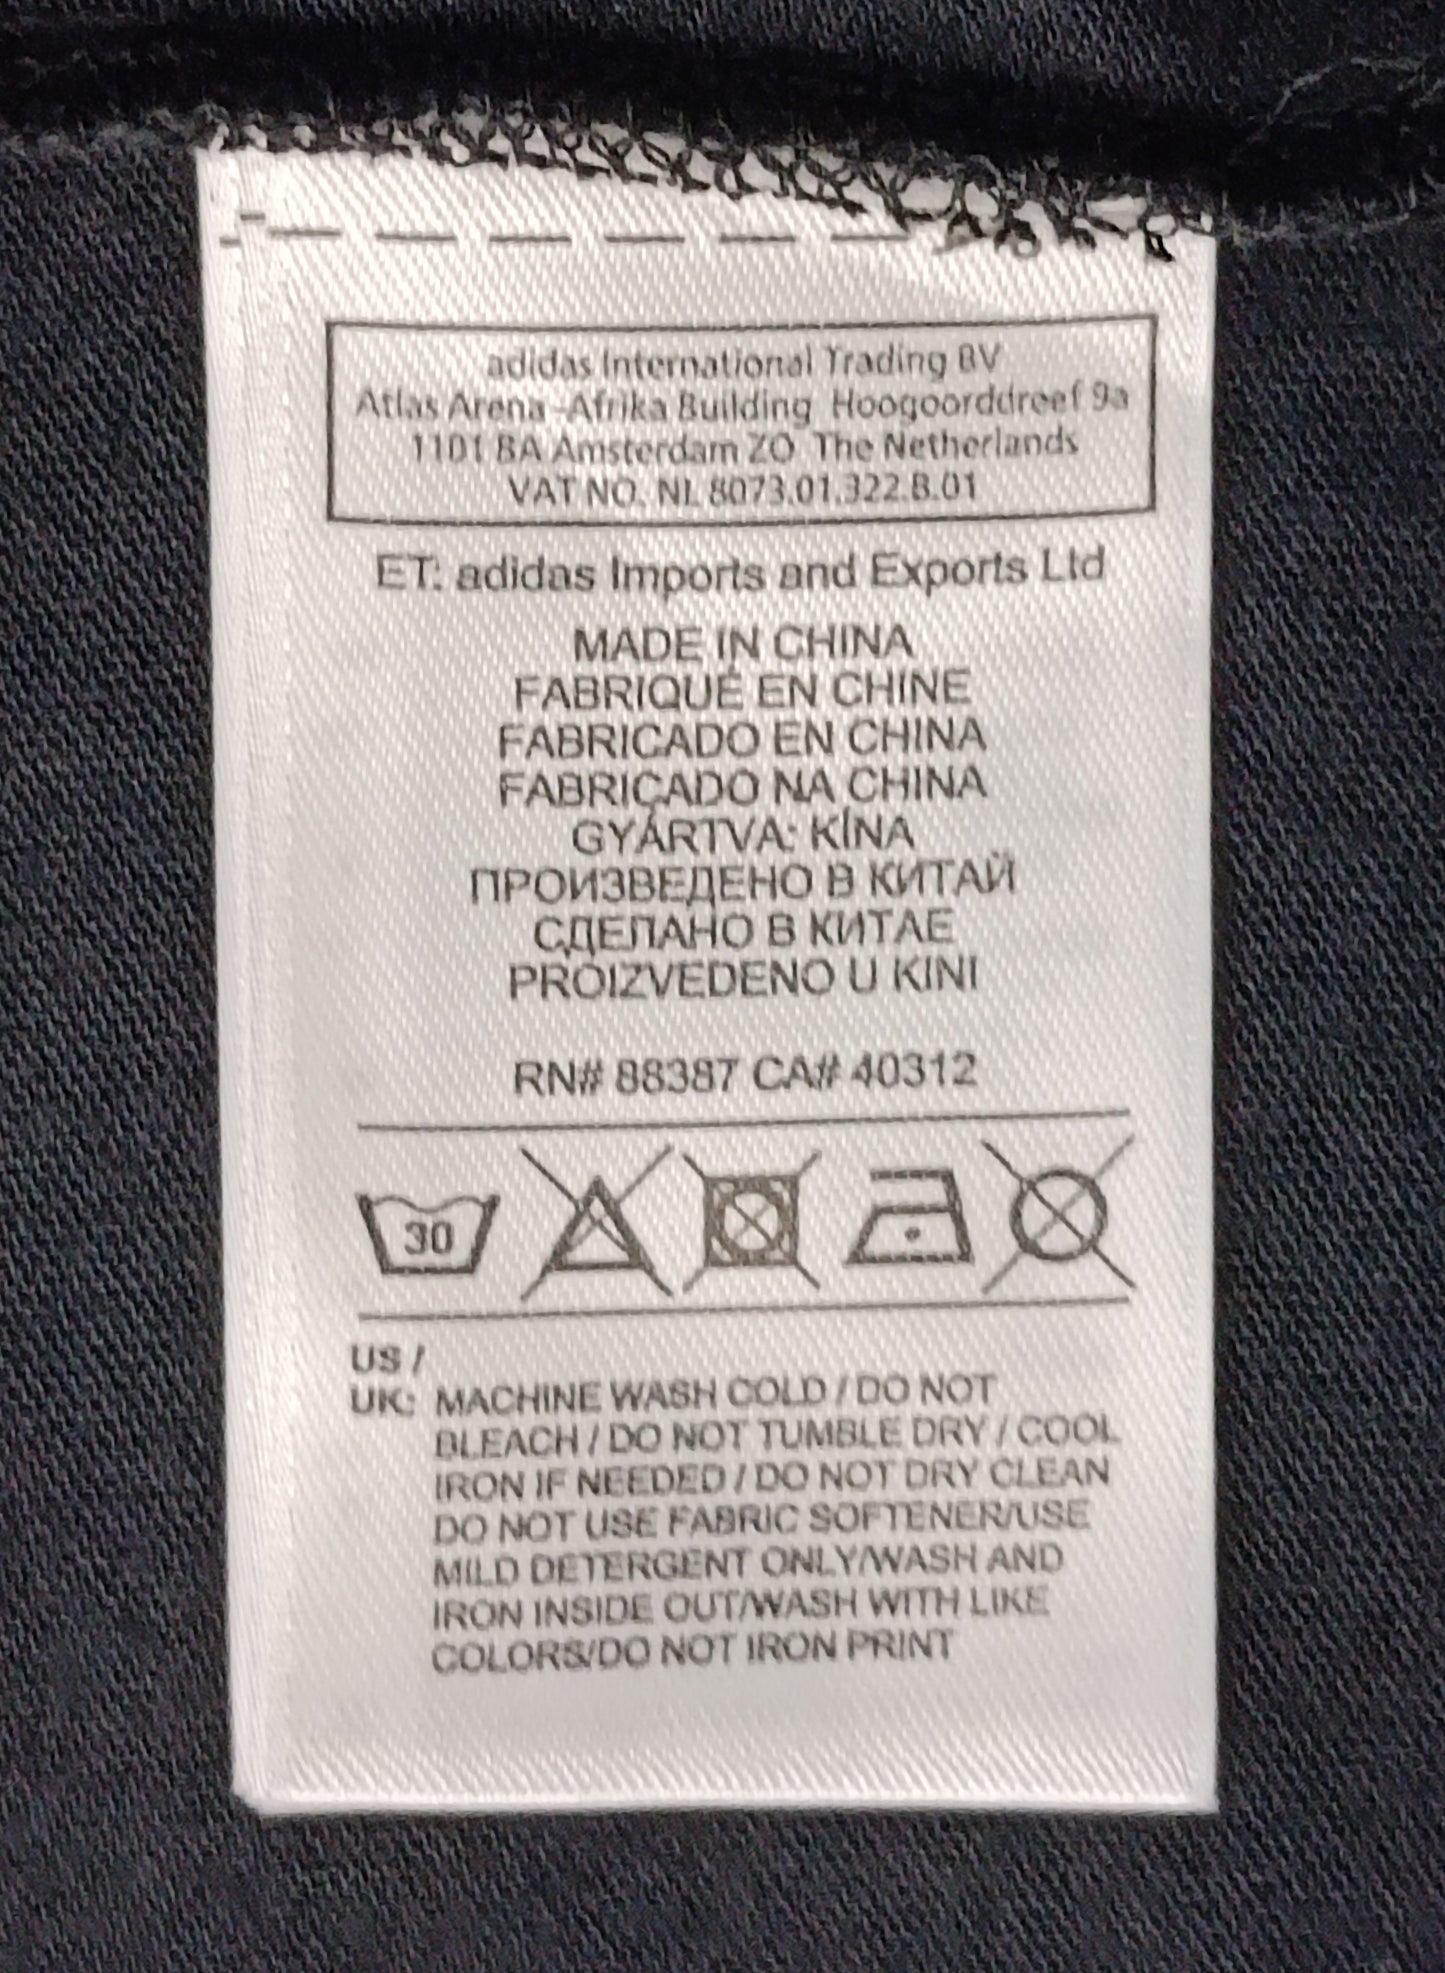 adidas International Trading BV
Atlas Arena -Afrika Building Hoogoorddreef 9a
1101 BA Amsterdam ZO The Netherlands
VAT NO. NL 8073.01.322.B.01
ET: adidas Imports and Exports Ltd
MADE IN CHINA
FABRIQUÉ EN CHINE
FABRICADO EN CHINA
FABRICADO NA CHINA
GYÁRTVA: KÍNA
ПРОИЗВЕДЕНО В КИТАЙ
СДЕЛАНО В КИТАЕ
PROIZVEDENO U KINI
RN# 88387 CA# 40312
30
US /
UK: MACHINE WASH COLD / DO NOT
BLEACH / DO NOT TUMBLE DRY / COOL
IRON IF NEEDED / DO NOT DRY CLEAN
DO NOT USE FABRIC SOFTENER/USE
MILD DETERGENT ONLY/WASH AND
IRON INSIDE OUT/WASH WITH LIKE
COLORS/DO NOT IRON PRINT